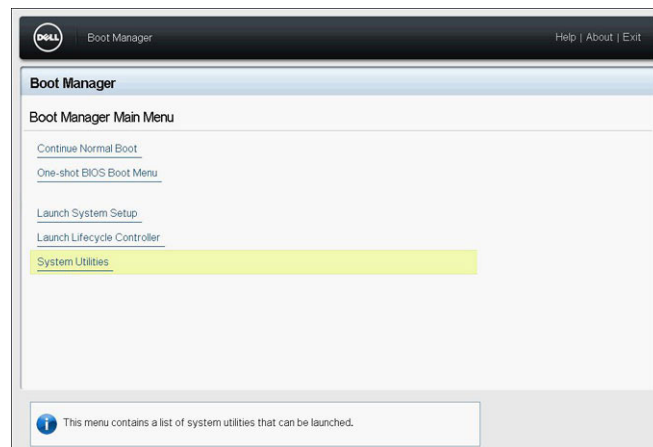 DELL
Boot Manager
Help | About | Exit
Boot Manager
Boot Manager Main Menu
Continue Normal Boot
One-shot BIOS Boot Menu
Launch System Setup
Launch Lifecycle Controller
System Utilities
This menu contains a list of system utilities that can be launched.